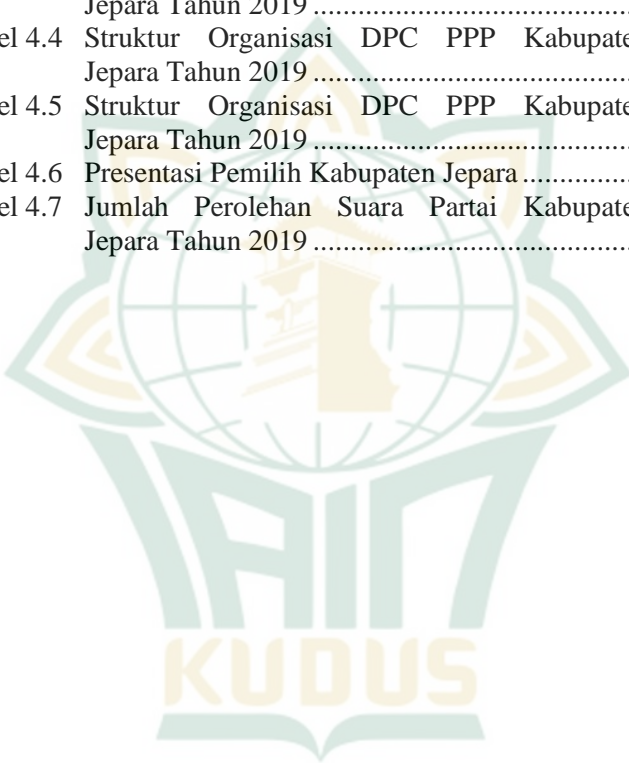 Jepara Tahun 2019 ............................................
el 4.4 Struktur Organisasi DPC PPP Kabupate
Jepara Tahun 2019 ............................................
el 4.5 Struktur Organisasi DPC PPP Kabupate
Jepara Tahun 2019 ............................................
el 4.6 Presentasi Pemilih Kabupaten Jepara ...............
el 4.7 Jumlah Perolehan Suara Partai Kabupate
Jepara Tahun 2019 ............................................
IAIN
KUDUS